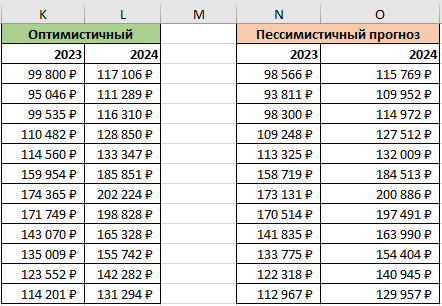 K L M N O
Оптимистичный Пессимистичный прогноз
2023 2024 2023 2024
99 800 ₽ 117 106 ₽ 98 566 ₽ 115 769 ₽
95 046 ₽ 111 289 ₽ 93 811 ₽ 109 952 ₽
99 535 ₽ 116 310 ₽ 98 300 ₽ 114 972 ₽
110 482 ₽ 128 850 ₽ 109 248 ₽ 127 512 ₽
114 560 ₽ 133 347 ₽ 113 325 ₽ 132 009 ₽
159 954 ₽ 185 851 ₽ 158 719 ₽ 184 513 ₽
174 365 ₽ 202 224 ₽ 173 131 ₽ 200 886 ₽
171 749 ₽ 198 828 ₽ 170 514 ₽ 197 491 ₽
143 070 ₽ 165 328 ₽ 141 835 ₽ 163 990 ₽
135 009 ₽ 155 742 ₽ 133 775 ₽ 154 404 ₽
123 552 ₽ 142 282 ₽ 122 318 ₽ 140 945 ₽
114 201 ₽ 131 294 ₽ 112 967 ₽ 129 957 ₽